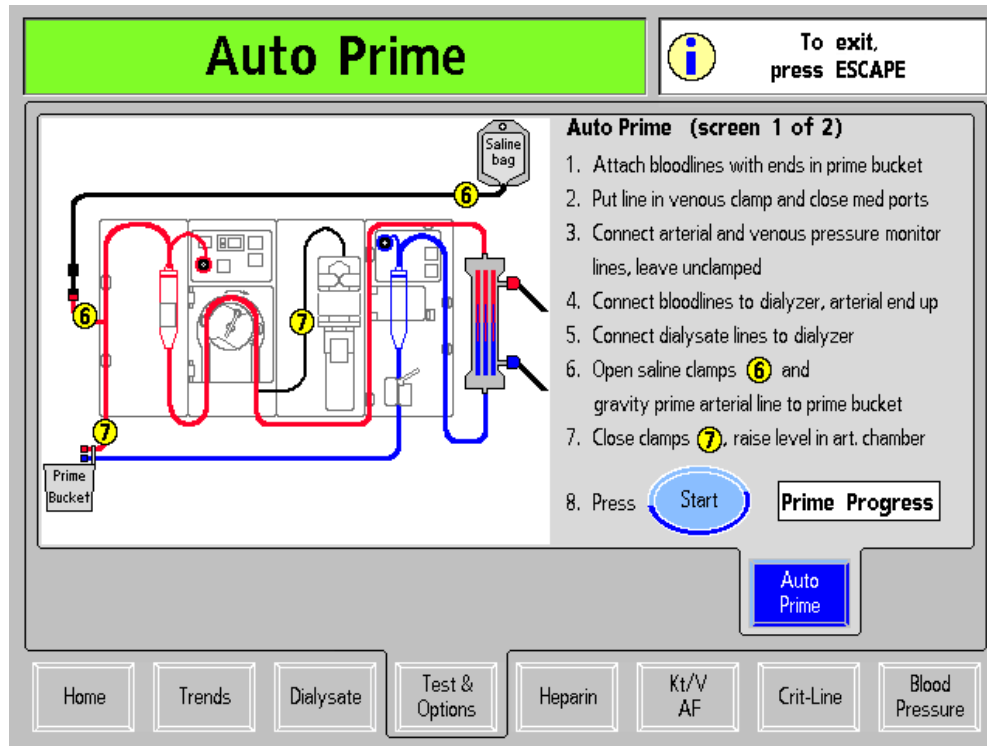 Auto Prime
i
To exit,
press ESCAPE
Saline
bag
6
6
7
7
Prime
Bucket
Auto Prime (screen 1 of 2)
1. Attach bloodlines with ends in prime bucket
2. Put line in venous clamp and close med ports
3. Connect arterial and venous pressure monitor
lines, leave unclamped
4. Connect bloodlines to dialyzer, arterial end up
5. Connect dialysate lines to dialyzer
6. Open saline clamps 6 and
gravity prime arterial line to prime bucket
7. Close clamps 7, raise level in art. chamber
8. Press Start Prime Progress
Auto
Prime
Home
Trends
Dialysate
Test &
Options
Heparin
Kt/V
AF
Crit-Line
Blood
Pressure